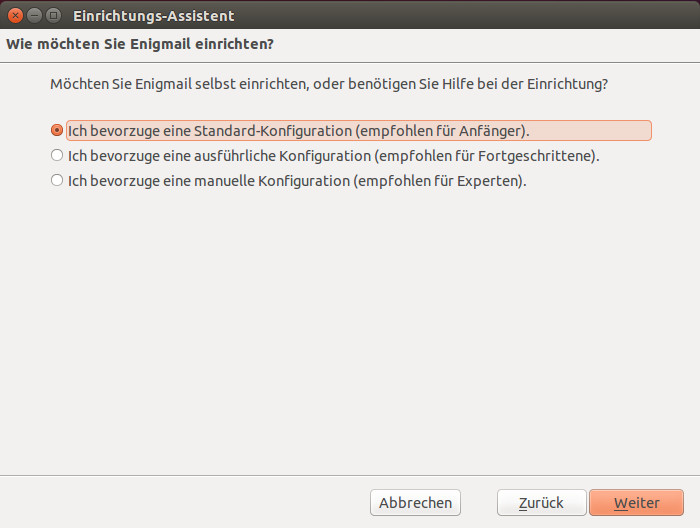 Einrichtungs-Assistent
Wie möchten Sie Enigmail einrichten?
Möchten Sie Enigmail selbst einrichten, oder benötigen Sie Hilfe bei der Einrichtung?
Ich bevorzuge eine Standard-Konfiguration (empfohlen für Anfänger).
Ich bevorzuge eine ausführliche Konfiguration (empfohlen für Fortgeschrittene).
Ich bevorzuge eine manuelle Konfiguration (empfohlen für Experten).
Abbrechen Zurück Weiter